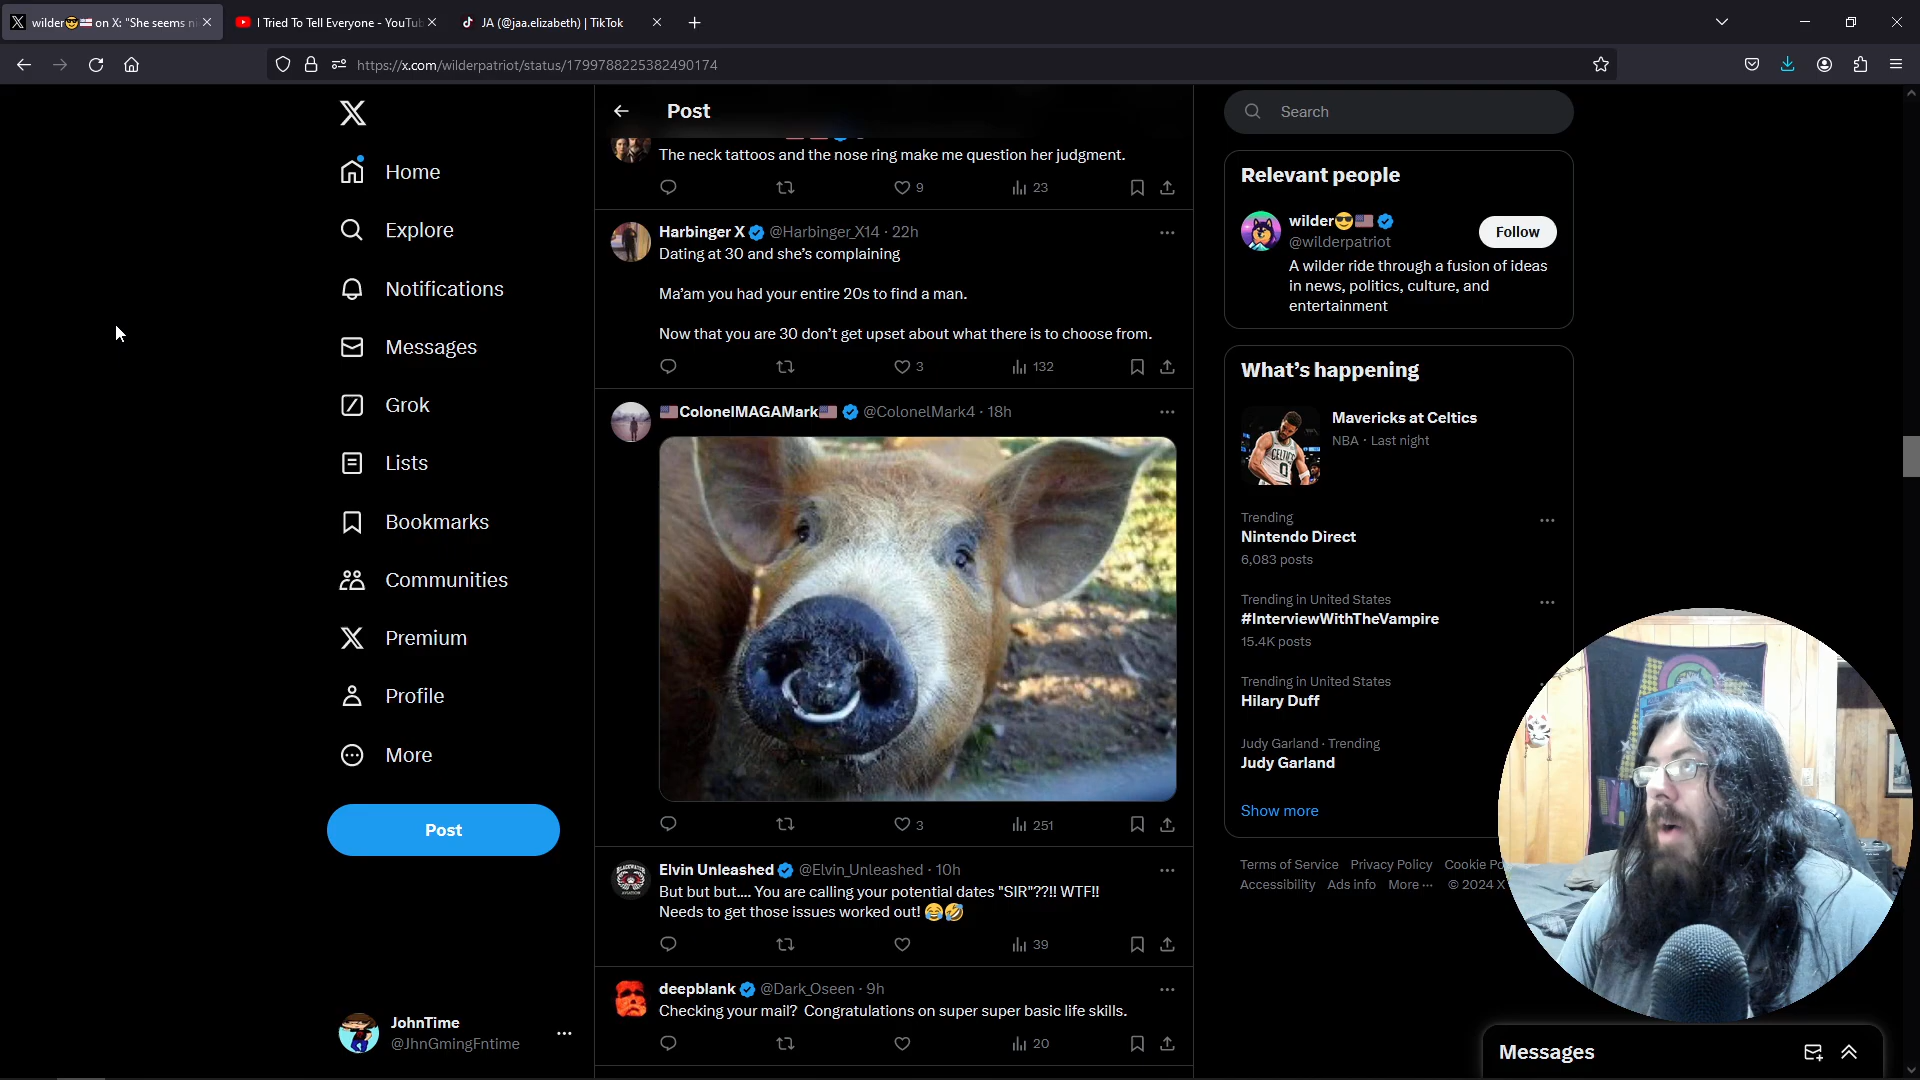 wilder😎🇺🇸 on X: "She seems ni
I Tried To Tell Everyone - YouTub
JA (@jaa.elizabeth) | TikTok
https://x.com/wilderpatriot/status/1799788225382490174
Home
Explore
Notifications
Messages
Grok
Lists
Bookmarks
Communities
Premium
Profile
More
Post
JohnTime
@JhnGmingFntime
Post
The neck tattoos and the nose ring make me question her judgment.
9
23
Harbinger X @Harbinger_X14 · 22h
Dating at 30 and she's complaining
Ma'am you had your entire 20s to find a man.
Now that you are 30 don't get upset about what there is to choose from.
3
132
🇺🇸ColonelMAGAMark🇺🇸 @ColonelMark4 · 18h
3
251
Elvin Unleashed @Elvin_Unleashed · 10h
But but but.... You are calling your potential dates "SIR"??!! WTF!!
Needs to get those issues worked out! 😂🤣
39
deepblank @Dark_Oseen · 9h
Checking your mail? Congratulations on super super basic life skills.
20
Search
Relevant people
wilder😎🇺🇸
@wilderpatriot
Follow
A wilder ride through a fusion of ideas
in news, politics, culture, and
entertainment
What's happening
Mavericks at Celtics
NBA · Last night
Trending
Nintendo Direct
6,083 posts
Trending in United States
#InterviewWithTheVampire
15.4K posts
Trending in United States
Hilary Duff
Judy Garland · Trending
Judy Garland
Show more
Terms of Service Privacy Policy Cookie Po
Accessibility Ads info More ··· © 2024 X
Messages